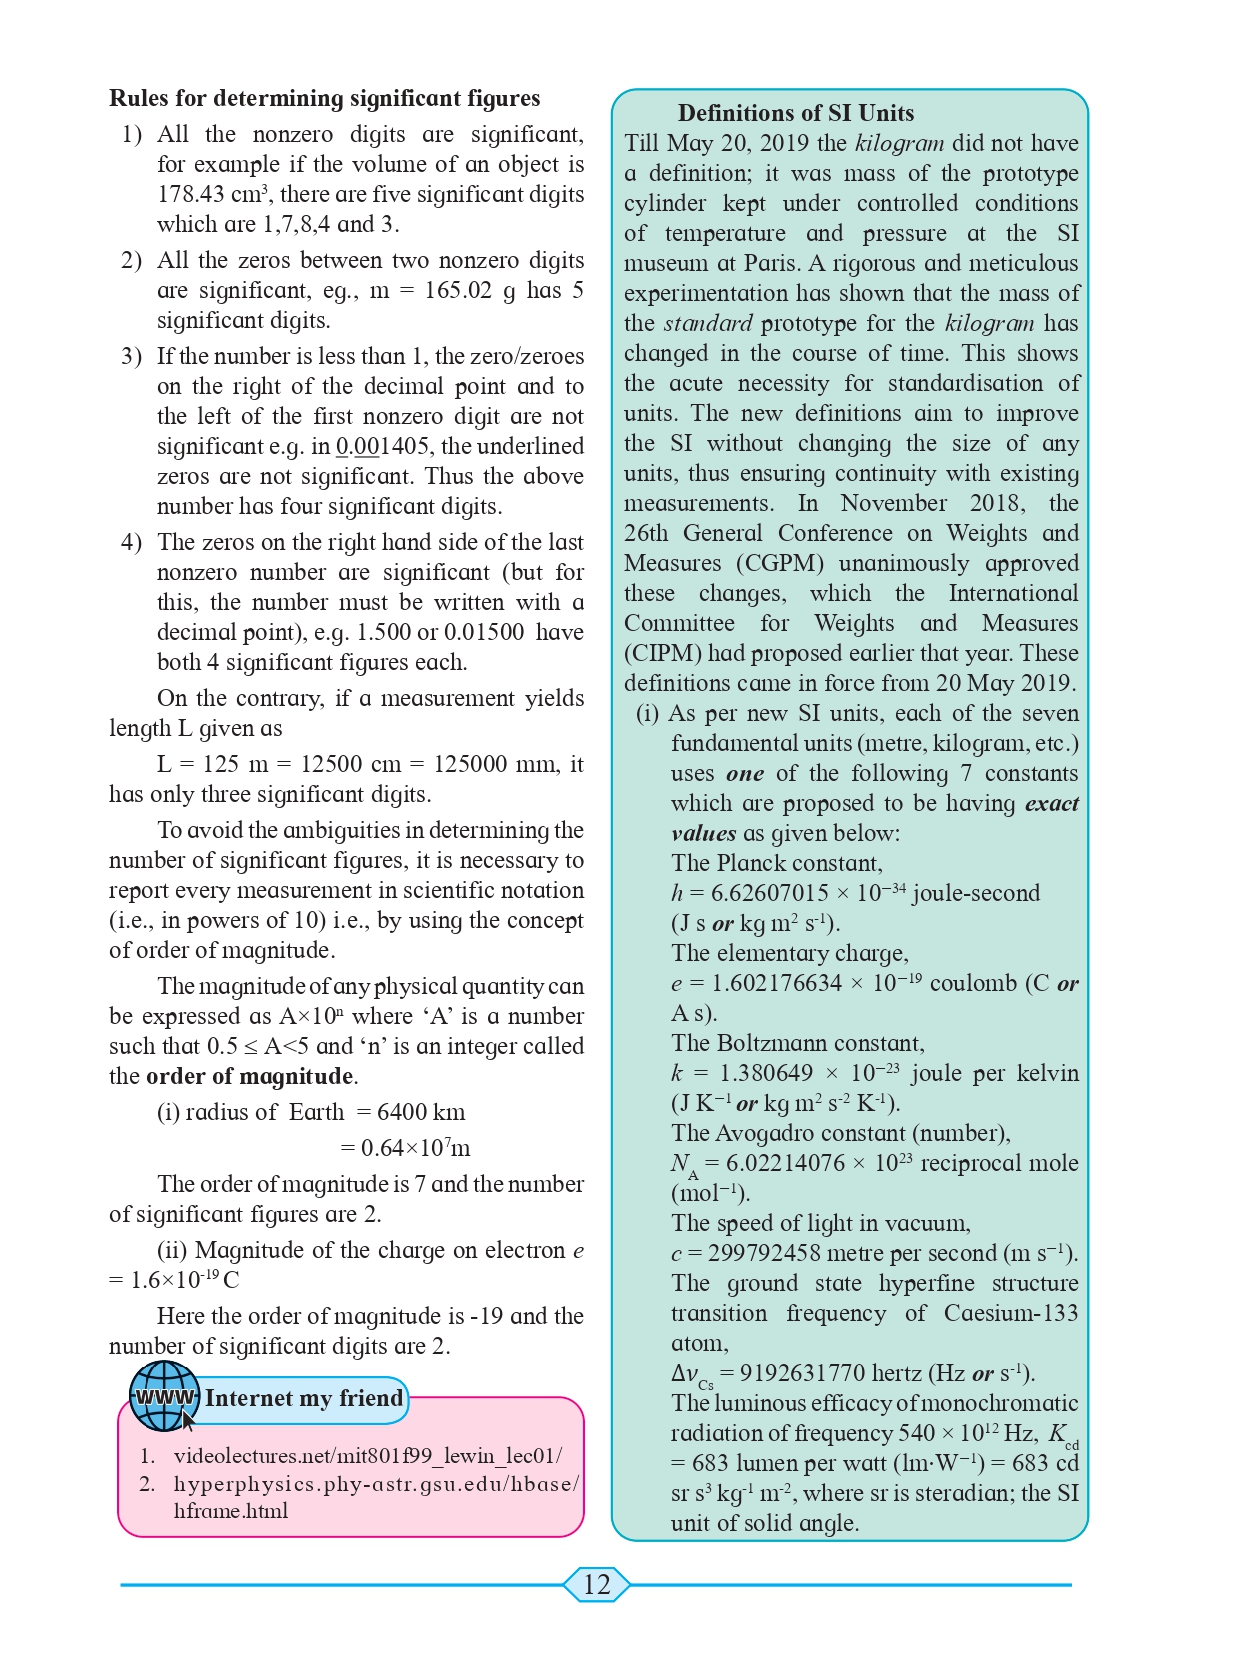 Rules for determining significant figures
1) All the nonzero digits are significant,
for example if the volume of an object is
178.43 cm³, there are five significant digits
which are 1,7,8,4 and 3.
2) All the zeros between two nonzero digits
are significant, eg., m = 165.02 g has 5
significant digits.
3) If the number is less than 1, the zero/zeroes
on the right of the decimal point and to
the left of the first nonzero digit are not
significant e.g. in 0.001405, the underlined
zeros are not significant. Thus the above
number has four significant digits.
4) The zeros on the right hand side of the last
nonzero number are significant (but for
this, the number must be written with a
decimal point), e.g. 1.500 or 0.01500 have
both 4 significant figures each.
On the contrary, if a measurement yields
length L given as
L = 125 m = 12500 cm = 125000 mm, it
has only three significant digits.
To avoid the ambiguities in determining the
number of significant figures, it is necessary to
report every measurement in scientific notation
(i.e., in powers of 10) i.e., by using the concept
of order of magnitude.
The magnitude of any physical quantity can
be expressed as A×10ⁿ where ‘A’ is a number
such that 0.5 ≤ A<5 and ‘n’ is an integer called
the order of magnitude.
(i) radius of Earth = 6400 km
= 0.64×10⁷m
The order of magnitude is 7 and the number
of significant figures are 2.
(ii) Magnitude of the charge on electron e
= 1.6×10⁻¹⁹ C
Here the order of magnitude is -19 and the
number of significant digits are 2.
www Internet my friend
1. videolectures.net/mit801f99_lewin_lec01/
2. hyperphysics.phy-astr.gsu.edu/hbase/
hframe.html
Definitions of SI Units
Till May 20, 2019 the kilogram did not have
a definition; it was mass of the prototype
cylinder kept under controlled conditions
of temperature and pressure at the SI
museum at Paris. A rigorous and meticulous
experimentation has shown that the mass of
the standard prototype for the kilogram has
changed in the course of time. This shows
the acute necessity for standardisation of
units. The new definitions aim to improve
the SI without changing the size of any
units, thus ensuring continuity with existing
measurements. In November 2018, the
26th General Conference on Weights and
Measures (CGPM) unanimously approved
these changes, which the International
Committee for Weights and Measures
(CIPM) had proposed earlier that year. These
definitions came in force from 20 May 2019.
(i) As per new SI units, each of the seven
fundamental units (metre, kilogram, etc.)
uses one of the following 7 constants
which are proposed to be having exact
values as given below:
The Planck constant,
h = 6.62607015 × 10⁻³⁴ joule-second
(J s or kg m² s⁻¹).
The elementary charge,
e = 1.602176634 × 10⁻¹⁹ coulomb (C or
A s).
The Boltzmann constant,
k = 1.380649 × 10⁻²³ joule per kelvin
(J K⁻¹ or kg m² s⁻² K⁻¹).
The Avogadro constant (number),
N_A = 6.02214076 × 10²³ reciprocal mole
(mol⁻¹).
The speed of light in vacuum,
c = 299792458 metre per second (m s⁻¹).
The ground state hyperfine structure
transition frequency of Caesium-133
atom,
Δν_Cs = 9192631770 hertz (Hz or s⁻¹).
The luminous efficacy of monochromatic
radiation of frequency 540 × 10¹² Hz, K_cd
= 683 lumen per watt (lm·W⁻¹) = 683 cd
sr s³ kg⁻¹ m⁻², where sr is steradian; the SI
unit of solid angle.
12